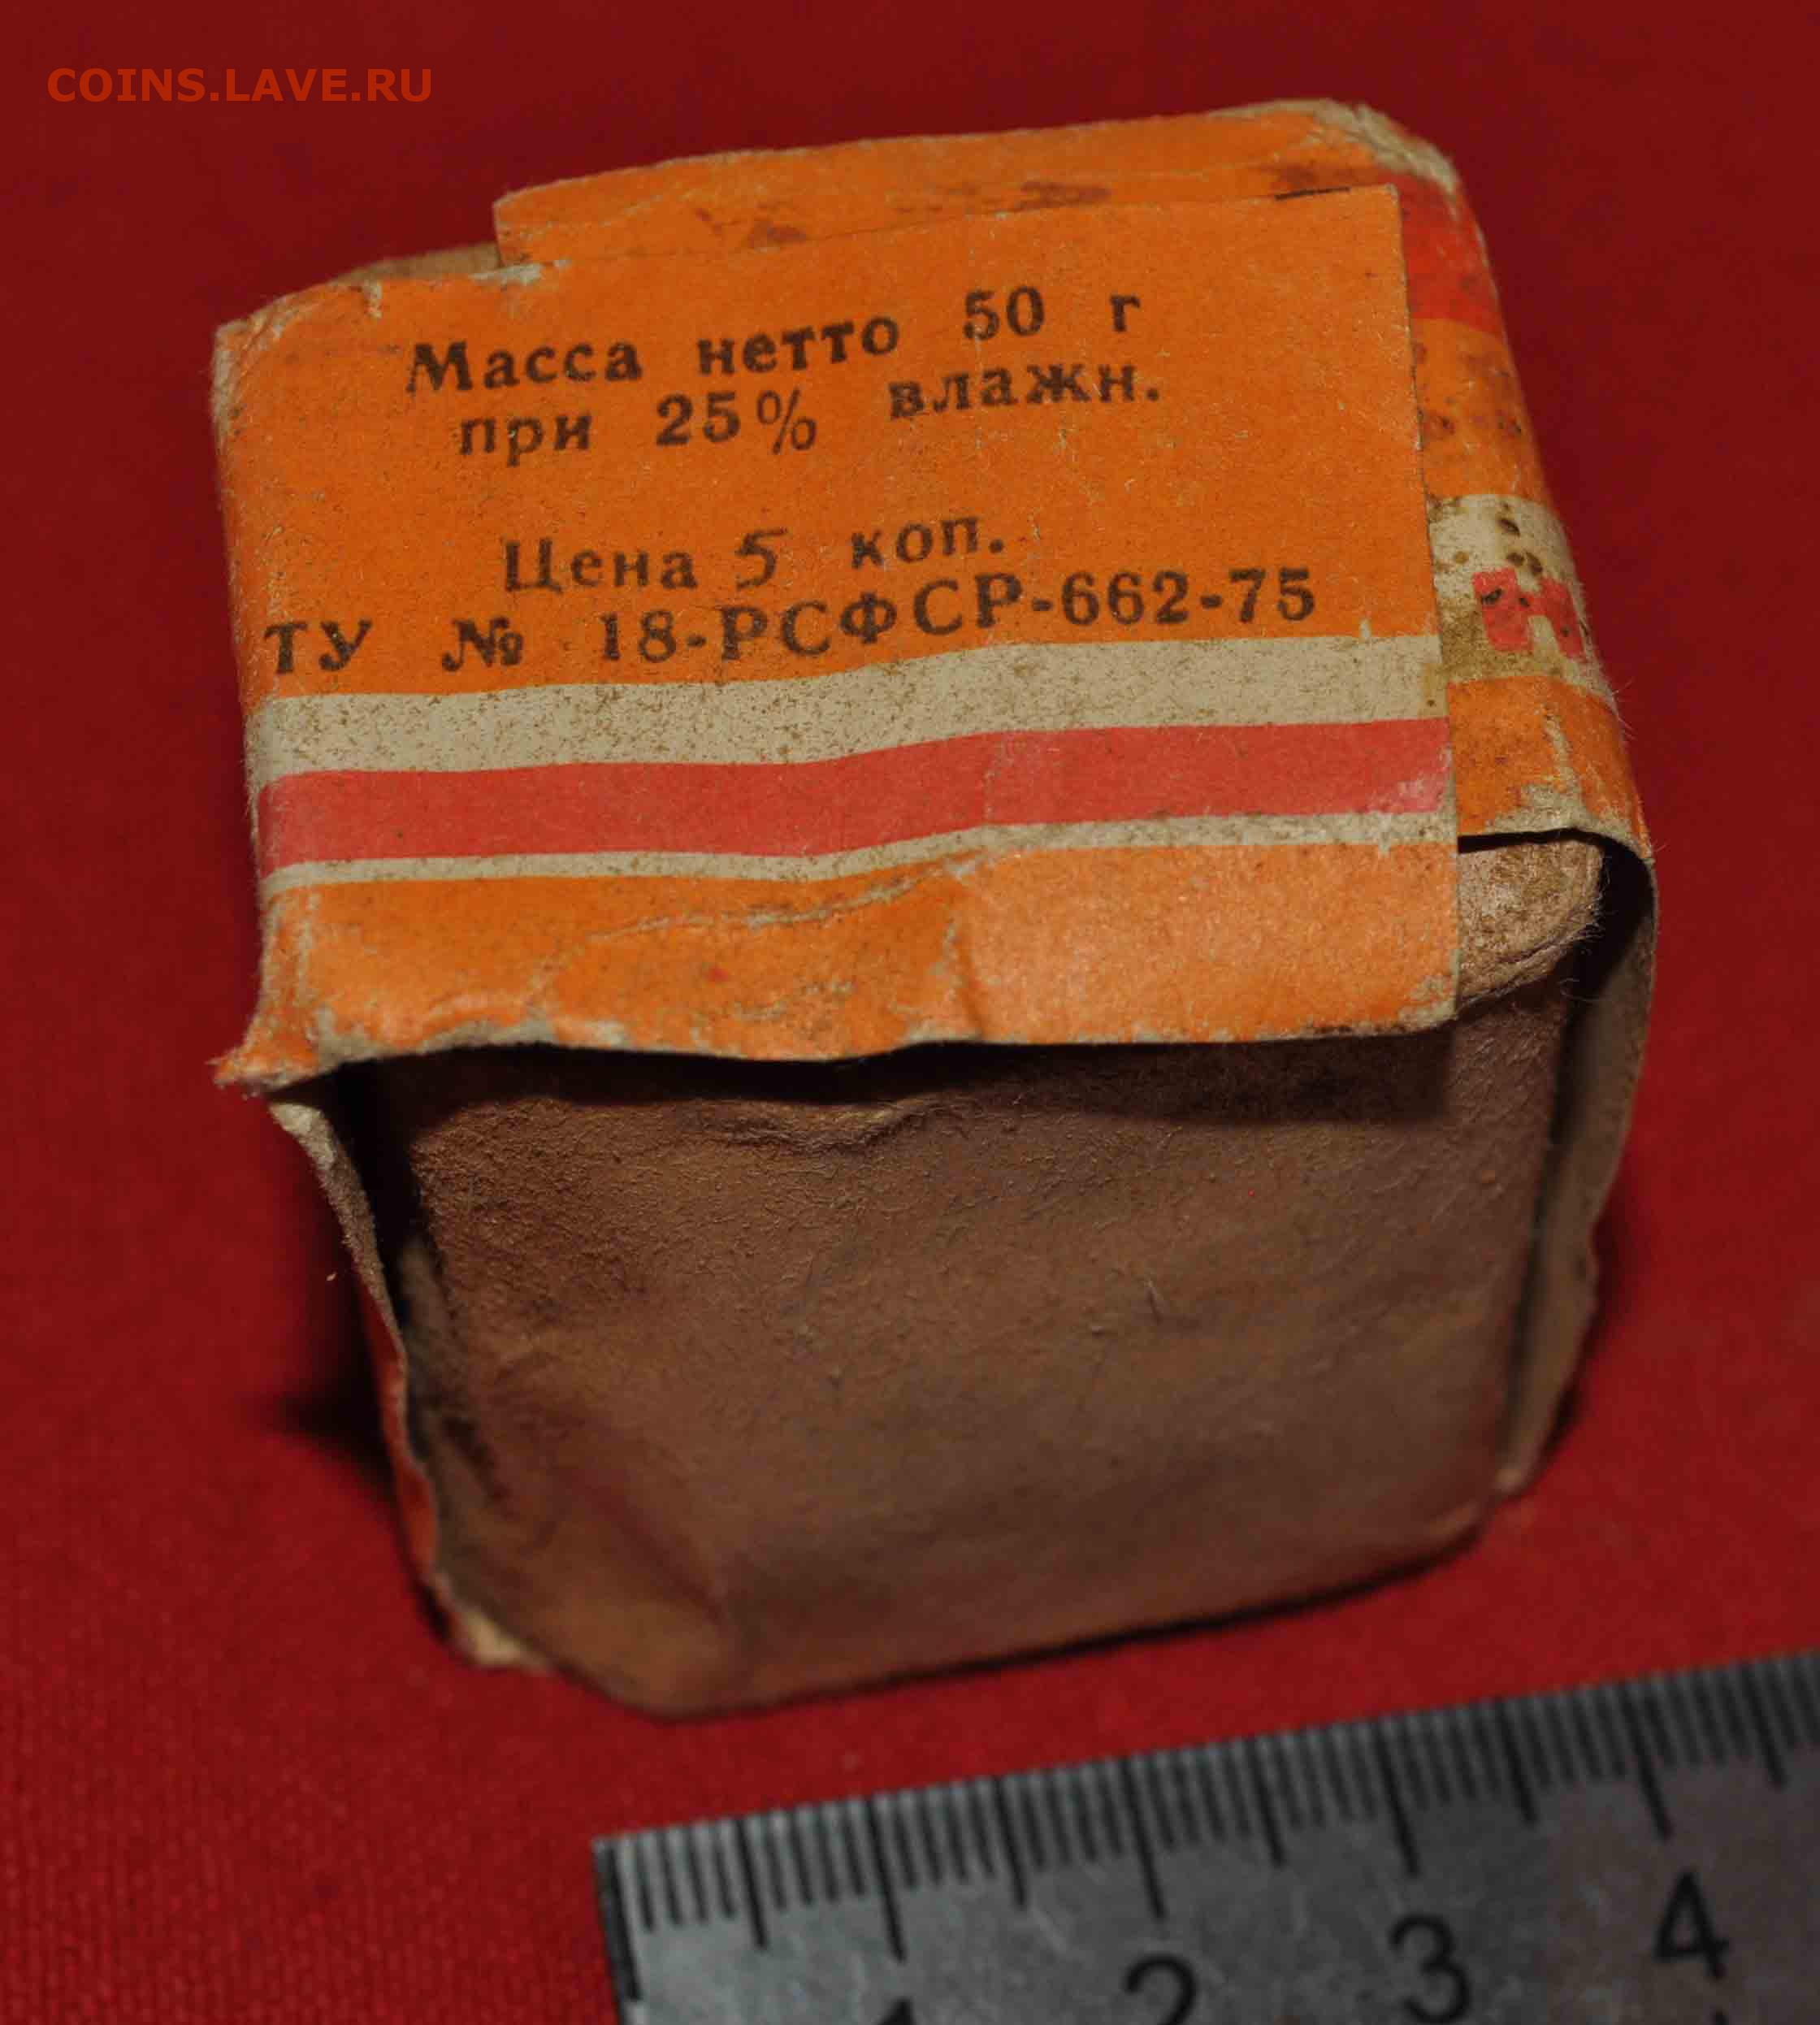 COINS.LAVE.RU
Масса нетто 50 г
при 25% влажн.
Цена 5 коп.
ТУ № 18-РСФСР-662-75
1 2 3 4